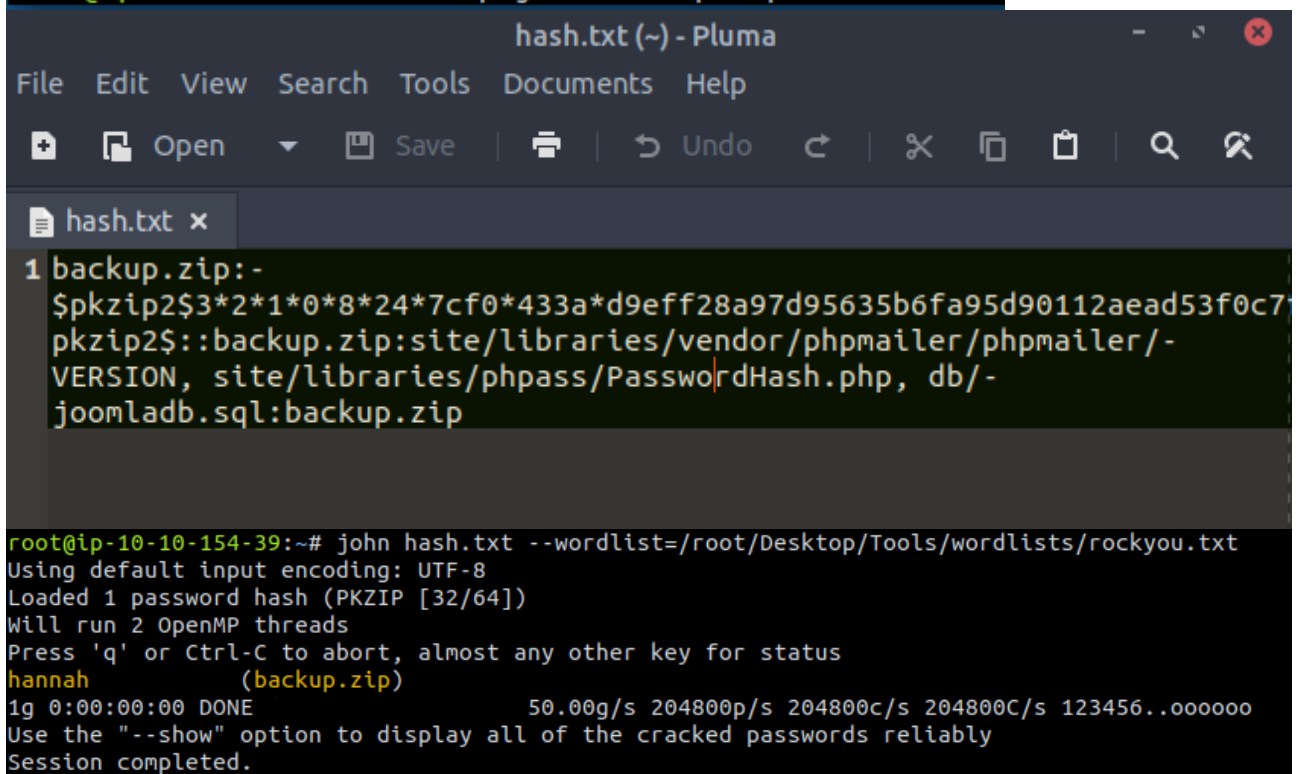 hash.txt (~) - Pluma
File Edit View Search Tools Documents Help
Open Save Undo
hash.txt ×
1 backup.zip:-
$pkzip2$3*2*1*0*8*24*7cf0*433a*d9eff28a97d95635b6fa95d90112aead53f0c7
pkzip2$::backup.zip:site/libraries/vendor/phpmailer/phpmailer/-
VERSION, site/libraries/phpass/PasswordHash.php, db/-
joomladb.sql:backup.zip
root@ip-10-10-154-39:~# john hash.txt --wordlist=/root/Desktop/Tools/wordlists/rockyou.txt
Using default input encoding: UTF-8
Loaded 1 password hash (PKZIP [32/64])
Will run 2 OpenMP threads
Press 'q' or Ctrl-C to abort, almost any other key for status
hannah (backup.zip)
1g 0:00:00:00 DONE 50.00g/s 204800p/s 204800c/s 204800C/s 123456..oooooo
Use the "--show" option to display all of the cracked passwords reliably
Session completed.